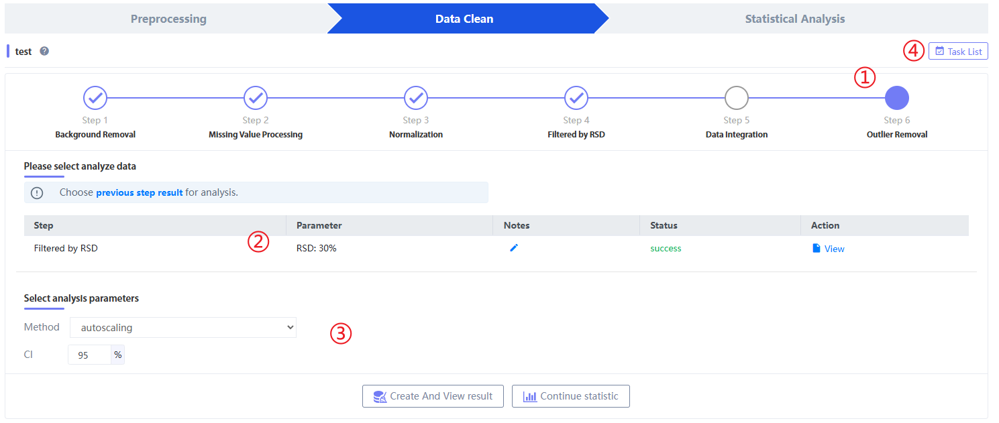 Preprocessing Data Clean Statistical Analysis
test ? ④ Task List
①
Step 1 Step 2 Step 3 Step 4 Step 5 Step 6
Background Removal Missing Value Processing Normalization Filtered by RSD Data Integration Outlier Removal
Please select analyze data
! Choose previous step result for analysis.
Step Parameter Notes Status Action
②
Filtered by RSD RSD: 30% success View
Select analysis parameters
Method autoscaling
③
CI 95 %
Create And View result Continue statistic